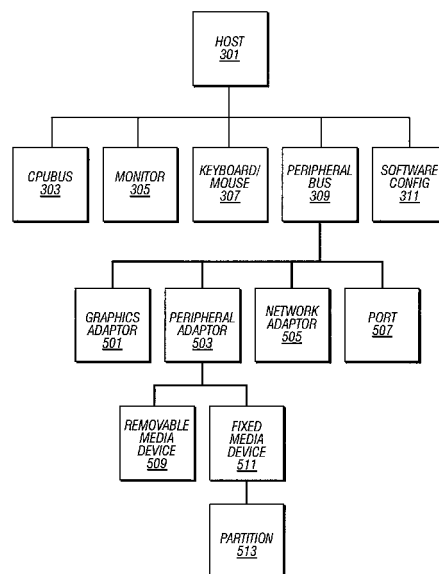 HOST
301
CPUBUS
303
MONITOR
305
KEYBOARD/
MOUSE
307
PERIPHERAL
BUS
309
SOFTWARE
CONFIG
311
GRAPHICS
ADAPTOR
501
PERIPHERAL
ADAPTOR
503
NETWORK
ADAPTOR
505
PORT
507
REMOVABLE
MEDIA
DEVICE
509
FIXED
MEDIA
DEVICE
511
PARTITION
513